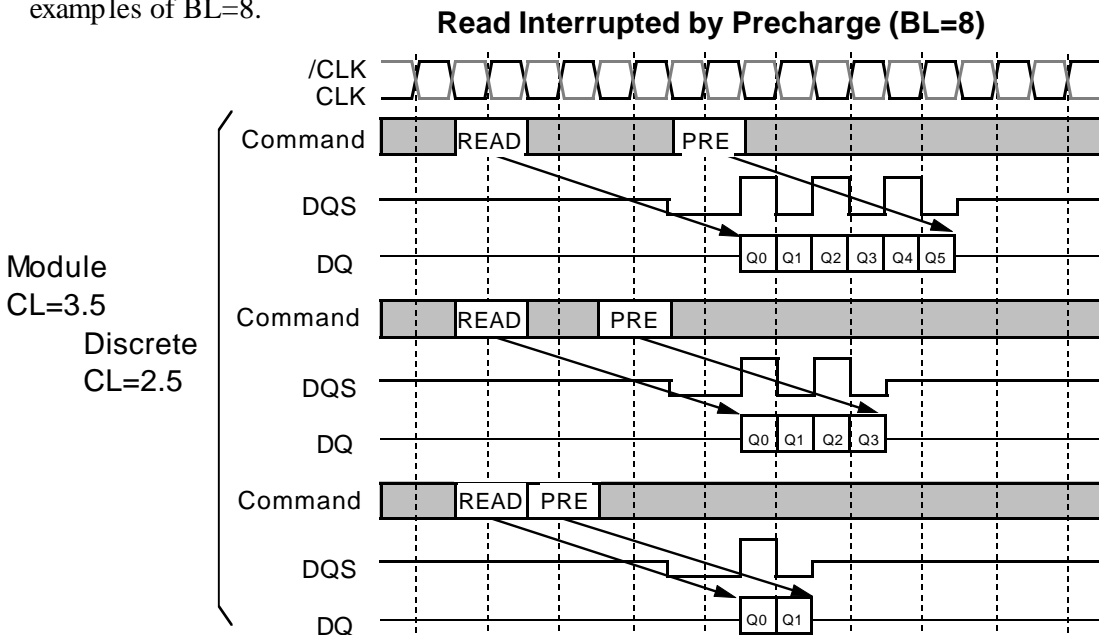 examples of BL=8.
Read Interrupted by Precharge (BL=8)
/CLK
CLK
Command
READ
PRE
DQS
DQ
Q0 Q1 Q2 Q3 Q4 Q5
Module
CL=3.5
Discrete
CL=2.5
Command
READ
PRE
DQS
DQ
Q0 Q1 Q2 Q3
Command
READ PRE
DQS
DQ
Q0 Q1